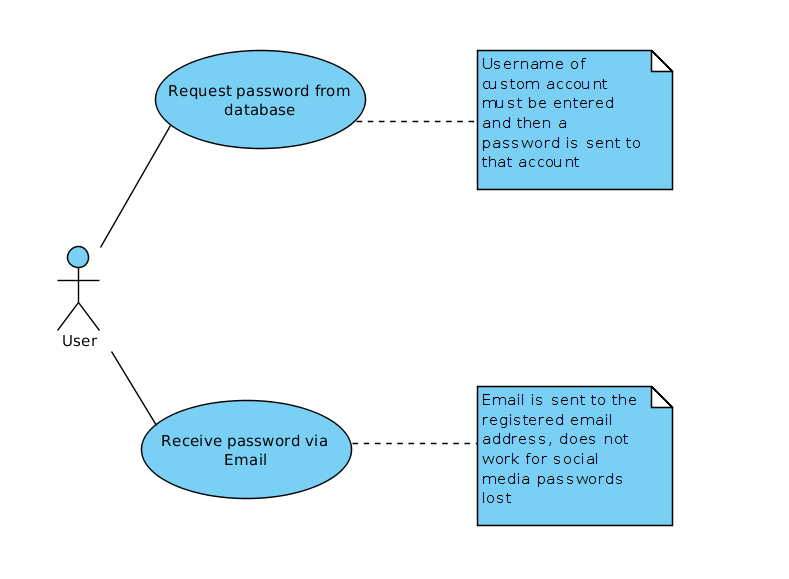 Request password from
database
Username of
custom account
must be entered
and then a
password is sent to
that account
User
Receive password via
Email
Email is sent to the
registered email
address, does not
work for social
media passwords
lost